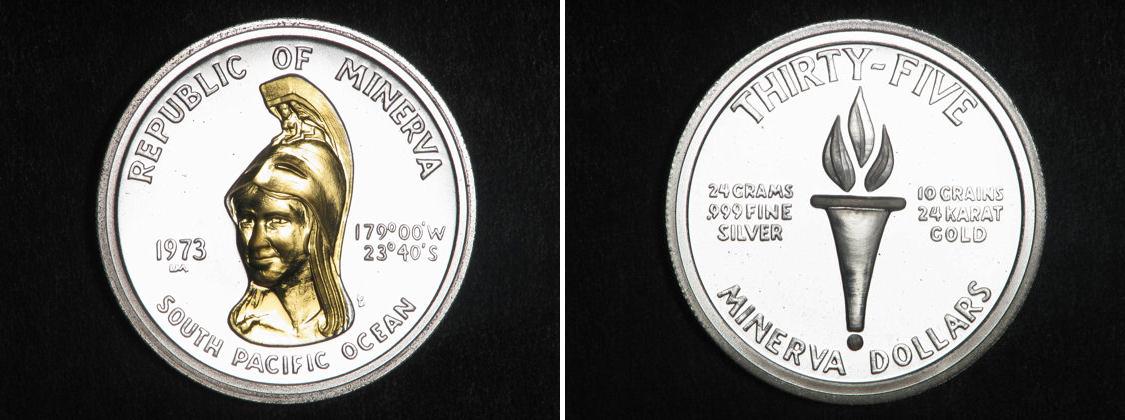 REPUBLIC OF MINERVA
1973
179°00'W
23°40'S
SOUTH PACIFIC OCEAN
THIRTY-FIVE
24 GRAMS
.999 FINE
SILVER
10 GRAINS
24 KARAT
GOLD
MINERVA DOLLARS